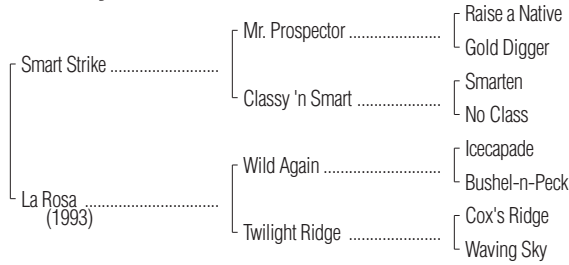 Raise a Native
Mr. Prospector ....................
Gold Digger
Smart Strike ........................
Smarten
Classy 'n Smart ..................
No Class
Icecapade
Wild Again ..........................
Bushel-n-Peck
La Rosa ..............................
(1993)
Cox's Ridge
Twilight Ridge ....................
Waving Sky